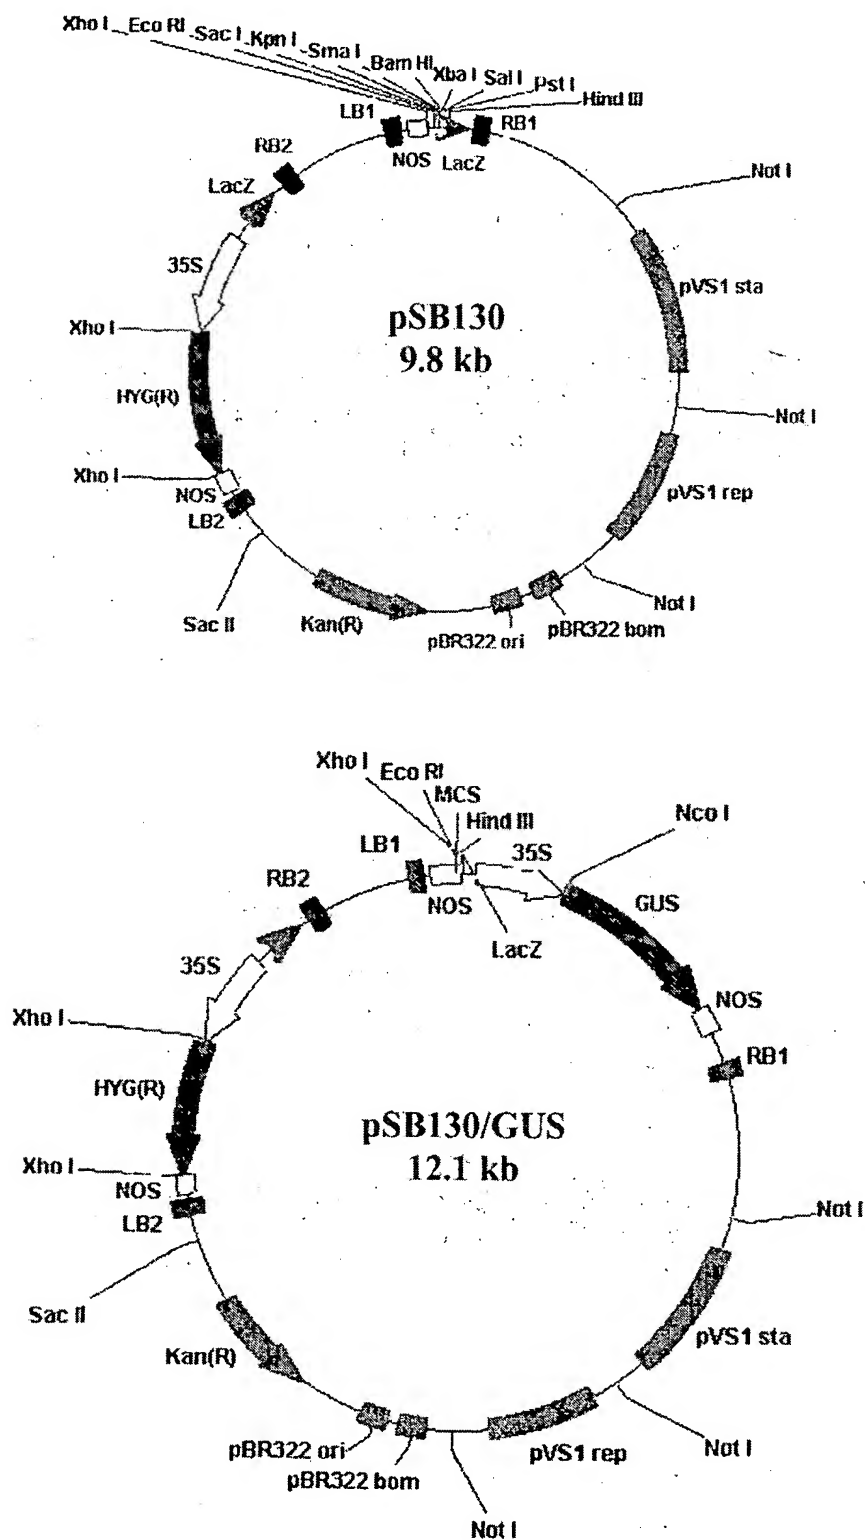 Xho I
Eco RI
Sac I
Kpn I
Sma I
Bam HI
Xba I
Sal I
Pst I
Hind III
LB1
RB1
NOS
LacZ
RB2
LacZ
Not I
35S
pVS1 sta
pSB130
9.8 kb
Xho I
HYG(R)
Not I
Xho I
NOS
pVS1 rep
LB2
Sac II
Kan(R)
pBR322 ori
pBR322 bom
Not I
Xho I
Eco RI
MCS
Hind III
Nco I
LB1
35S
RB2
NOS
GUS
LacZ
35S
NOS
Xho I
RB1
HYG(R)
pSB130/GUS
12.1 kb
Xho I
NOS
LB2
Not I
Sac II
Kan(R)
pVS1 sta
pBR322 ori
pVS1 rep
Not I
pBR322 bom
Not I